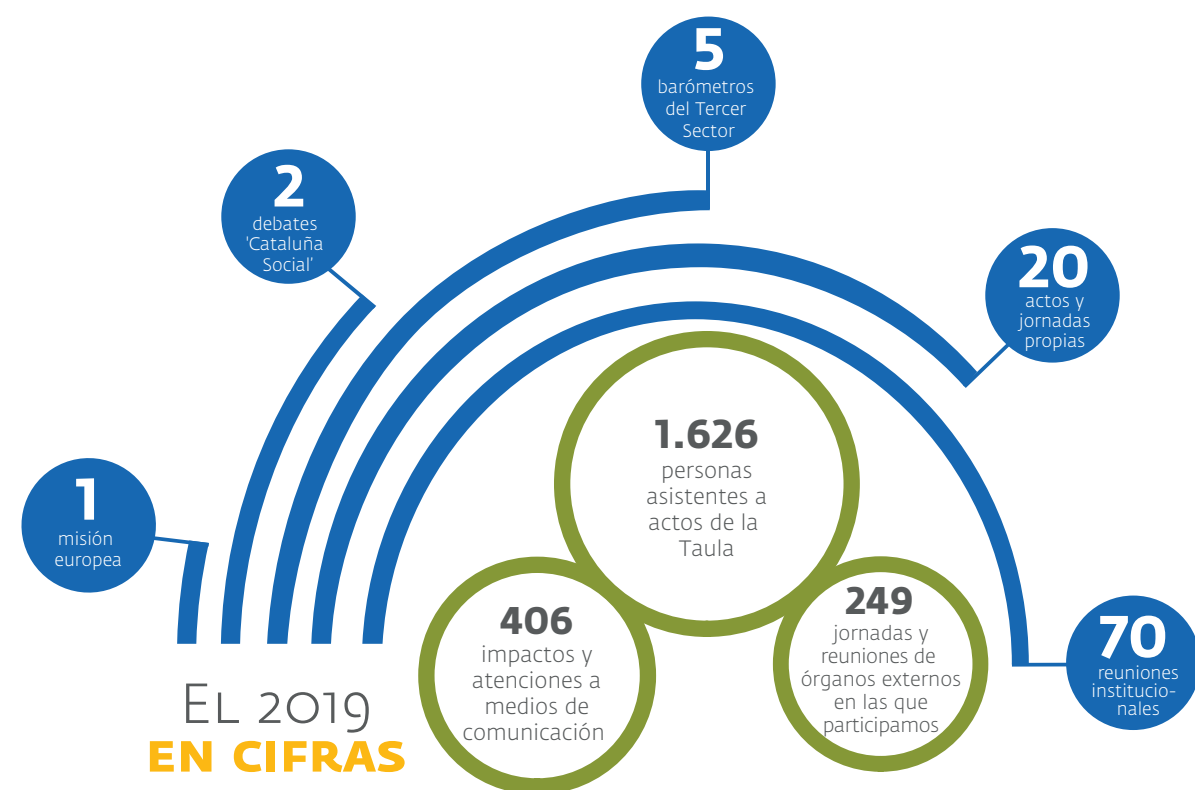 5
barómetros
del Tercer
Sector
2
debates
'Cataluña
Social'
20
actos y
jornadas
propias
1
misión
europea
1.626
personas
asistentes a
actos de la
Taula
406
impactos y
atenciones a
medios de
comunicación
249
jornadas y
reuniones de
órganos externos
en las que
participamos
70
reuniones
institucio-
nales
EL 2019
EN CIFRAS